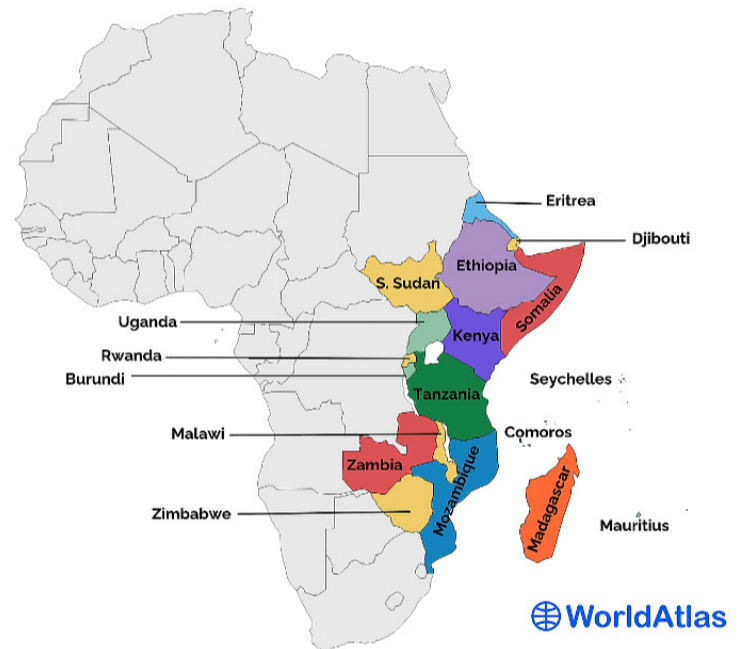 Eritrea
Djibouti
Ethiopia
S. Sudan
Somalia
Uganda
Kenya
Rwanda
Burundi
Seychelles
Tanzania
Malawi
Comoros
Zambia
Mozambique
Madagascar
Zimbabwe
Mauritius
WorldAtlas